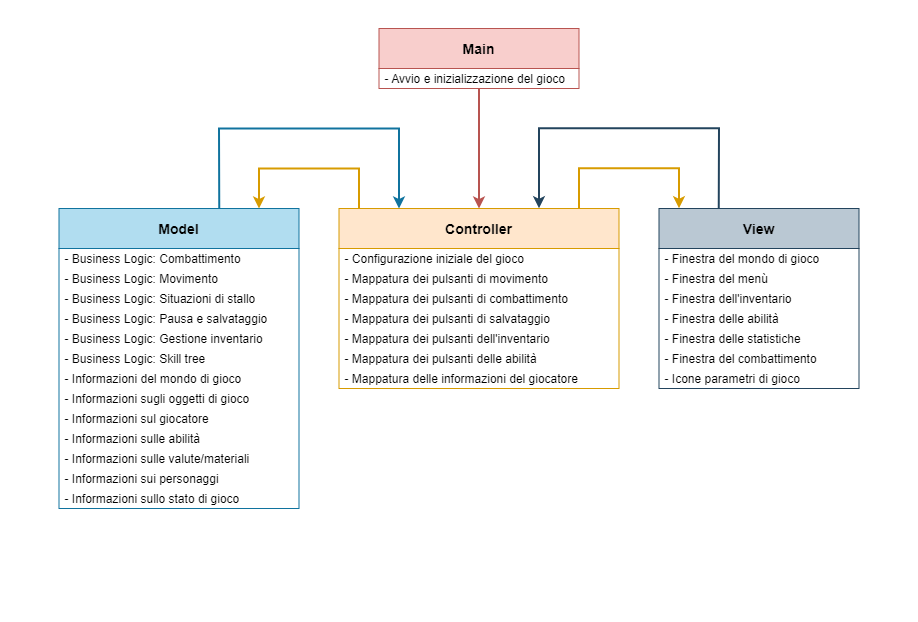 Main
- Avvio e inizializzazione del gioco
Model
- Business Logic: Combattimento
- Business Logic: Movimento
- Business Logic: Situazioni di stallo
- Business Logic: Pausa e salvataggio
- Business Logic: Gestione inventario
- Business Logic: Skill tree
- Informazioni del mondo di gioco
- Informazioni sugli oggetti di gioco
- Informazioni sul giocatore
- Informazioni sulle abilità
- Informazioni sulle valute/materiali
- Informazioni sui personaggi
- Informazioni sullo stato di gioco
Controller
- Configurazione iniziale del gioco
- Mappatura dei pulsanti di movimento
- Mappatura dei pulsanti di combattimento
- Mappatura dei pulsanti di salvataggio
- Mappatura dei pulsanti dell'inventario
- Mappatura dei pulsanti delle abilità
- Mappatura delle informazioni del giocatore
View
- Finestra del mondo di gioco
- Finestra del menù
- Finestra dell'inventario
- Finestra delle abilità
- Finestra delle statistiche
- Finestra del combattimento
- Icone parametri di gioco